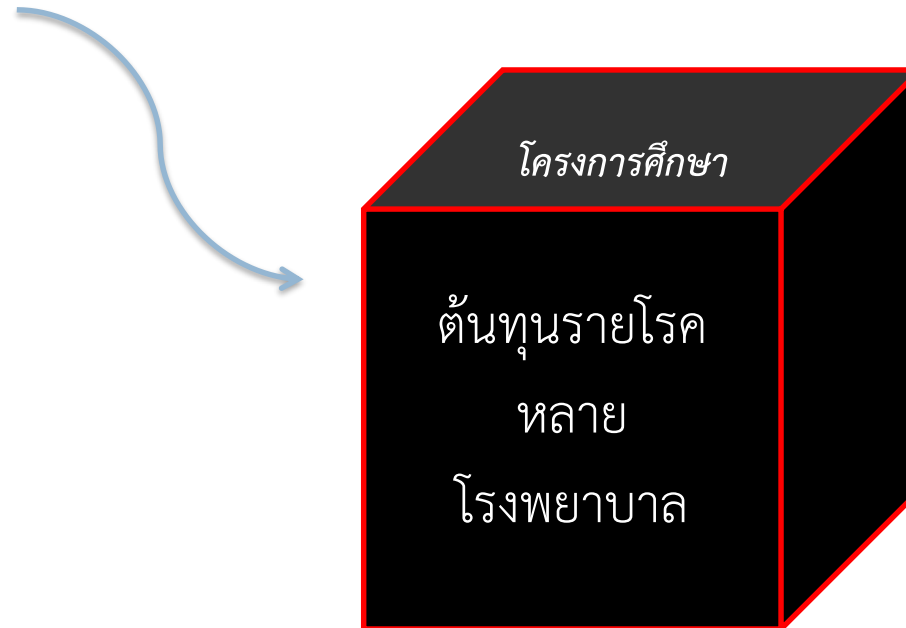 โครงการศึกษา
ต้นทุนรายโรค
หลาย
โรงพยาบาล